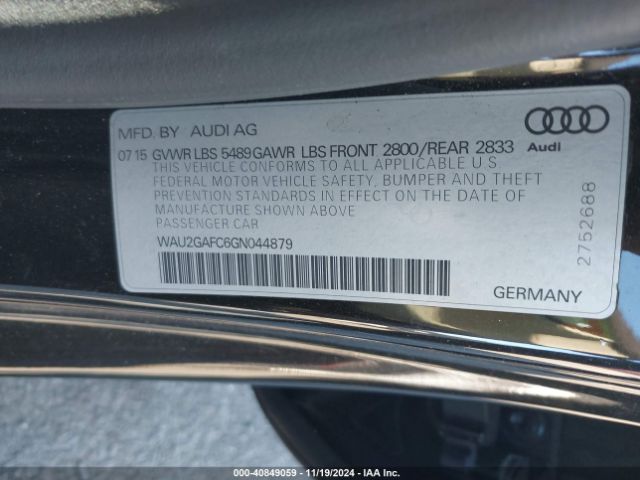 MFD. BY AUDI AG
07 15 GVWR LBS 5489 GAWR LBS FRONT 2800/REAR 2833
THIS VEHICLE CONFORMS TO ALL APPLICABLE U.S.
FEDERAL MOTOR VEHICLE SAFETY, BUMPER AND THEFT
PREVENTION STANDARDS IN EFFECT ON THE DATE OF
MANUFACTURE SHOWN ABOVE
PASSENGER CAR
WAU2GAFC6GN044879
Audi
2752688
GERMANY
000-40849059 - 11/19/2024 - IAA Inc.